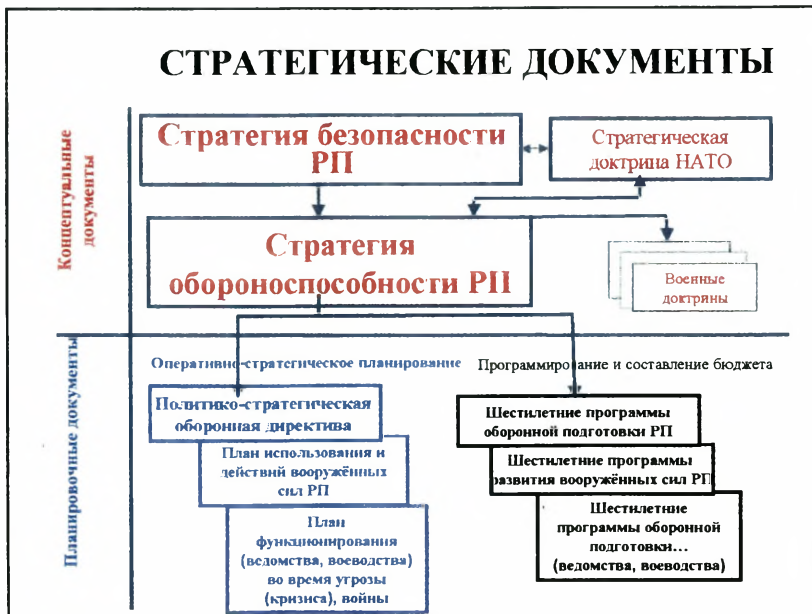 СТРАТЕГИЧЕСКИЕ ДОКУМЕНТЫ
Концептуальные
документы
Стратегия безопасности
РП
Стратегическая
доктрина НАТО
Стратегия
обороноспособности РП
Военные
доктрины
Планировочные документы
Оперативно-стратегическое планирование
Политико-стратегическая
оборонная директива
План использования и
действий вооружённых
сил РП
План
функционирования
(ведомства, воеводства)
во время угрозы
(кризиса), войны
Программирование и составление бюджета
Шестилетние программы
оборонной подготовки РП
Шестилетние программы
развития вооружённых сил РП
Шестилетние
программы оборонной
подготовки…
(ведомства, воеводства)